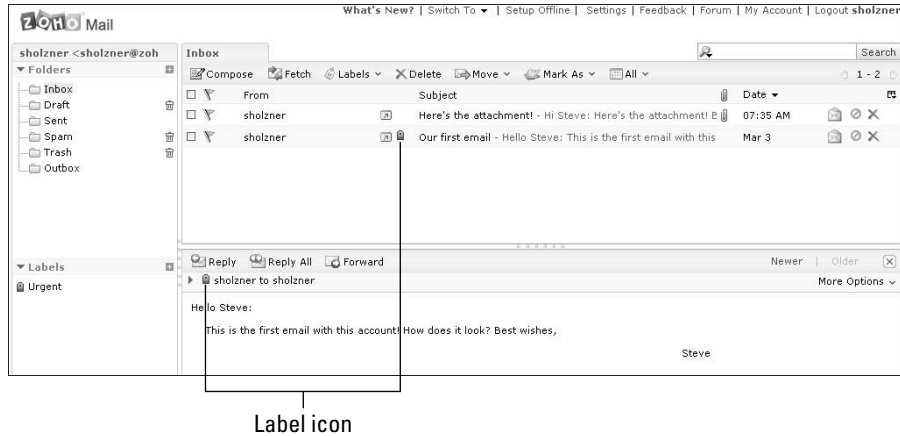 What's New? | Switch To | Setup Offline | Settings | Feedback | Forum | My Account | Logout sholzner
ZOHO Mail
sholzner <sholzner@zoh
Inbox
Search
Folders
Compose Fetch Labels Delete Move Mark As All 1 - 2
Inbox
From Subject Date
Draft
sholzner Here's the attachment! - Hi Steve: Here's the attachment! 07:35 AM
Sent
Spam
sholzner Our first email - Hello Steve: This is the first email with this Mar 3
Trash
Outbox
Labels
Reply Reply All Forward Newer | Older
Urgent
sholzner to sholzner More Options
Hello Steve:
This is the first email with this account! How does it look? Best wishes,
Steve
Label icon